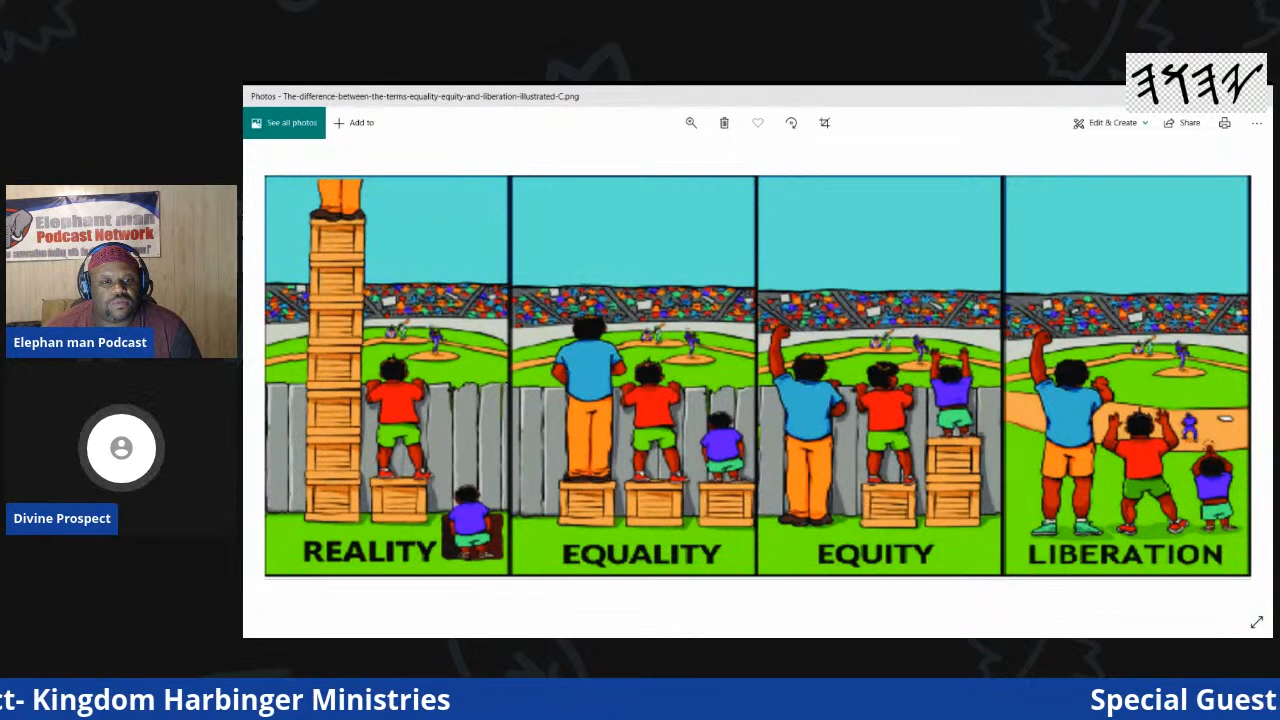 𐤉𐤄𐤅𐤄
Photos - The-difference-between-the-terms-equality-equity-and-liberation-illustrated-C.png
See all photos
Add to
Edit & Create
Share
Elephant man
Podcast Network
Elephan man Podcast
Divine Prospect
REALITY
EQUALITY
EQUITY
LIBERATION
ct- Kingdom Harbinger Ministries
Special Guest